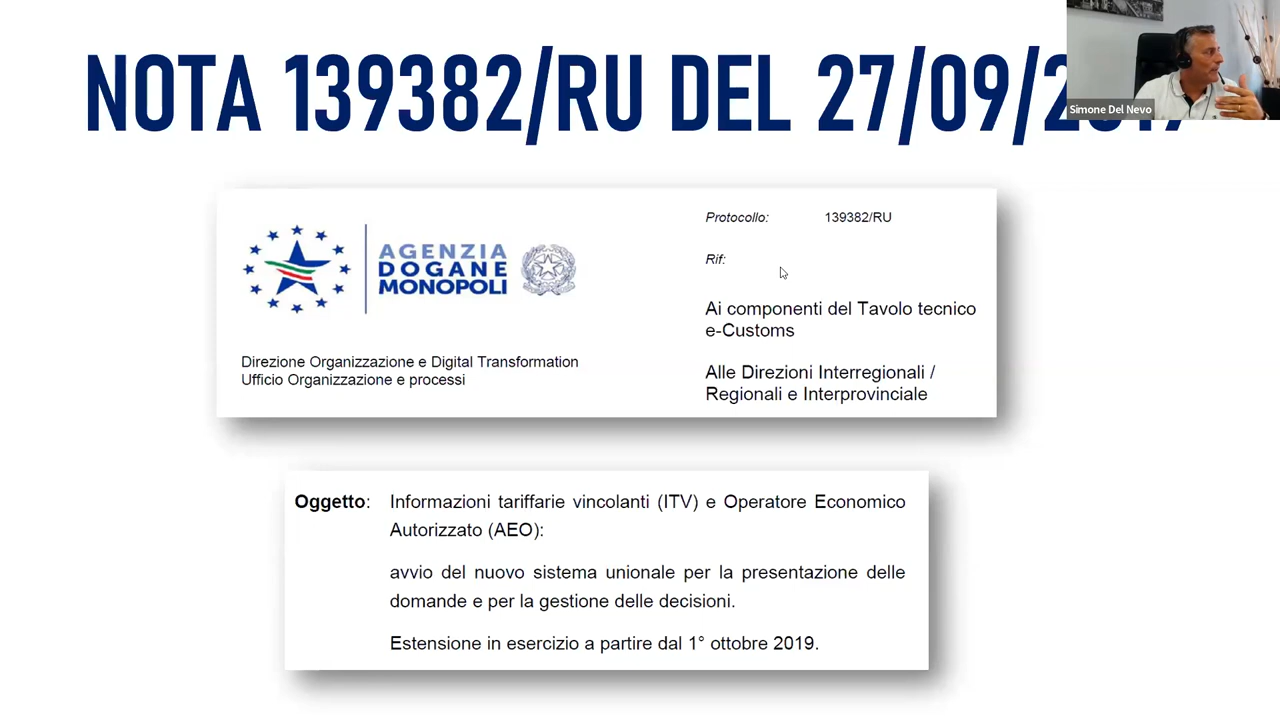 NOTA 139382/RU DEL 27/09/2019
Simone Del Nevo
AGENZIA
DOGANE
MONOPOLI
Direzione Organizzazione e Digital Transformation
Ufficio Organizzazione e processi
Protocollo: 139382/RU
Rif:
Ai componenti del Tavolo tecnico
e-Customs
Alle Direzioni Interregionali /
Regionali e Interprovinciale
Oggetto: Informazioni tariffarie vincolanti (ITV) e Operatore Economico
Autorizzato (AEO):
avvio del nuovo sistema unionale per la presentazione delle
domande e per la gestione delle decisioni.
Estensione in esercizio a partire dal 1° ottobre 2019.